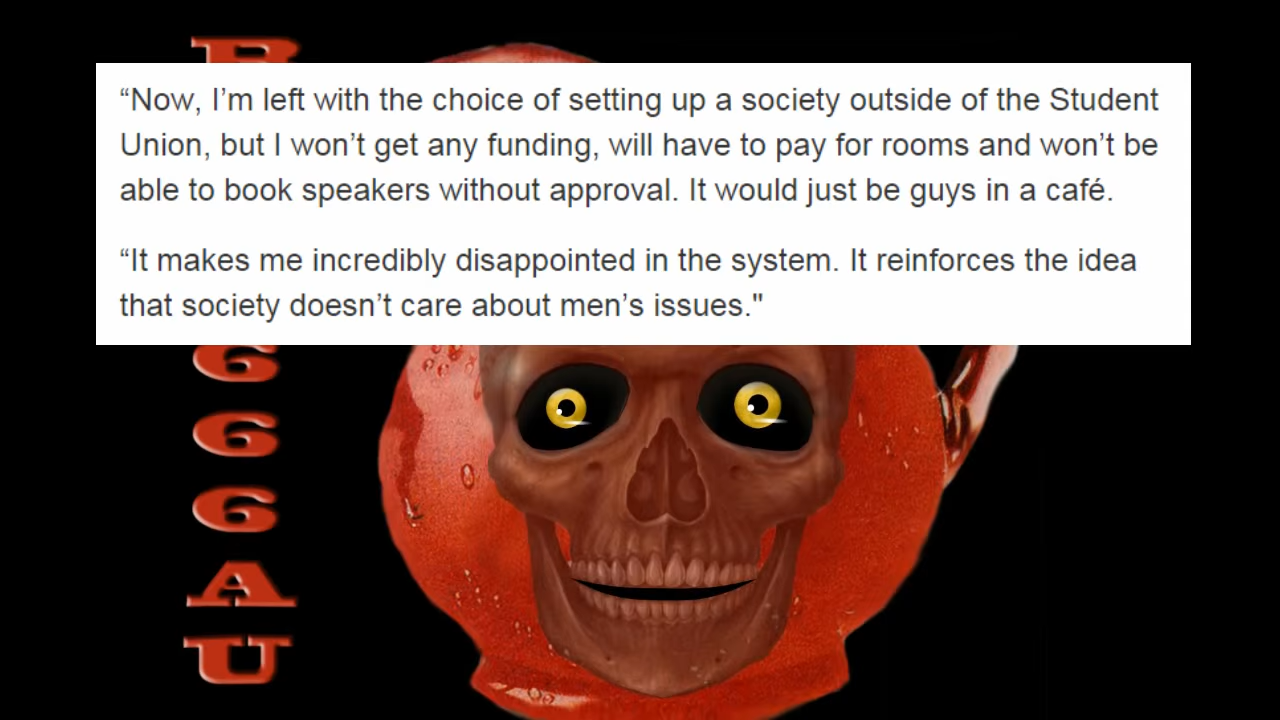 “Now, I’m left with the choice of setting up a society outside of the Student
Union, but I won’t get any funding, will have to pay for rooms and won’t be
able to book speakers without approval. It would just be guys in a café.
“It makes me incredibly disappointed in the system. It reinforces the idea
that society doesn’t care about men’s issues."
6
6
6
A
U